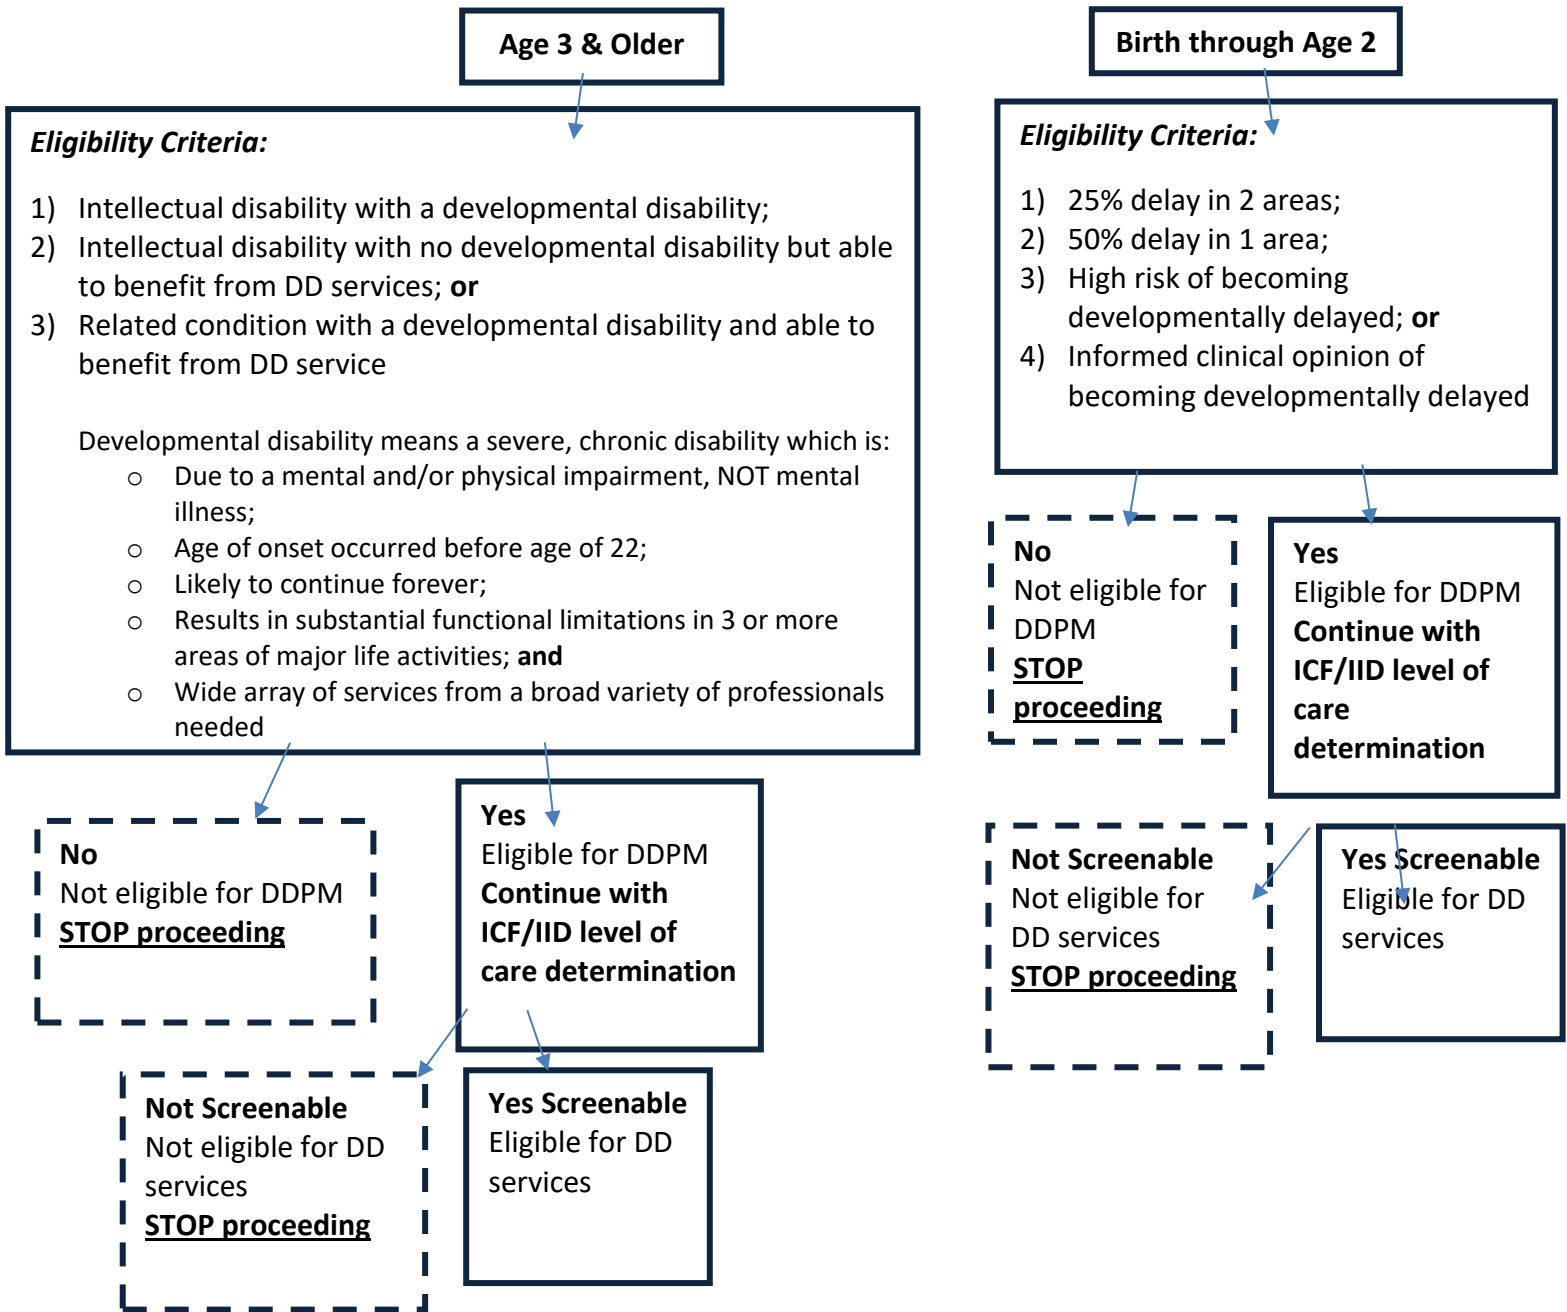 Age 3 & Older
Eligibility Criteria:
1) Intellectual disability with a developmental disability;
2) Intellectual disability with no developmental disability but able
to benefit from DD services; or
3) Related condition with a developmental disability and able to
benefit from DD service
Developmental disability means a severe, chronic disability which is:
o Due to a mental and/or physical impairment, NOT mental
illness;
o Age of onset occurred before age of 22;
o Likely to continue forever;
o Results in substantial functional limitations in 3 or more
areas of major life activities; and
o Wide array of services from a broad variety of professionals
needed
No
Not eligible for DDPM
STOP proceeding
Yes
Eligible for DDPM
Continue with
ICF/IID level of
care determination
Not Screenable
Not eligible for DD
services
STOP proceeding
Yes Screenable
Eligible for DD
services
Birth through Age 2
Eligibility Criteria:
1) 25% delay in 2 areas;
2) 50% delay in 1 area;
3) High risk of becoming
developmentally delayed; or
4) Informed clinical opinion of
becoming developmentally delayed
No
Not eligible for
DDPM
STOP
proceeding
Yes
Eligible for DDPM
Continue with
ICF/IID level of
care
determination
Not Screenable
Not eligible for
DD services
STOP proceeding
Yes Screenable
Eligible for DD
services